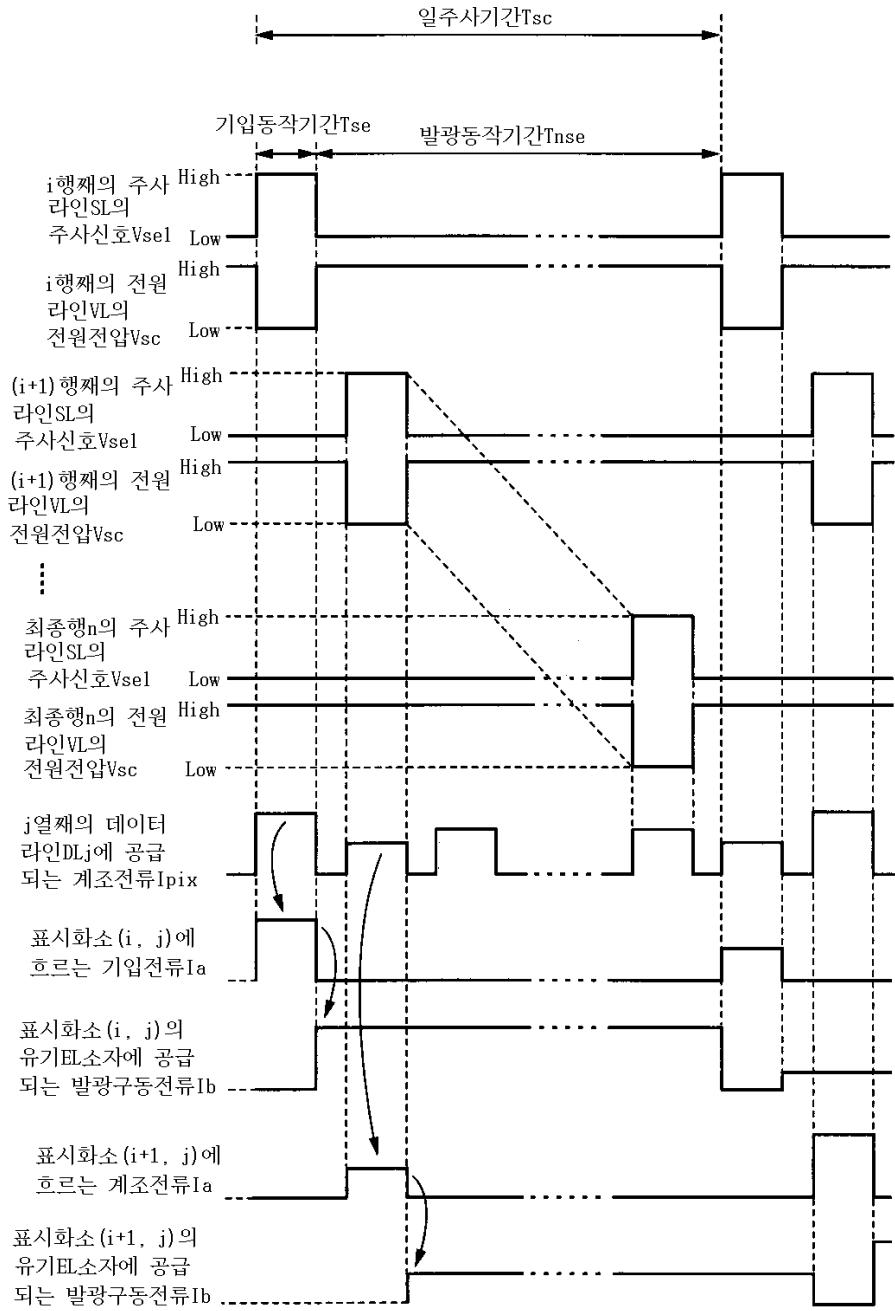 일주사기간Tsc
기입동작기간Tse
발광동작기간Tnse
i행째의 주사
라인SL의
주사신호Vse1
High
Low
i행째의 전원
라인VL의
전원전압Vsc
High
Low
(i+1)행째의 주사
라인SL의
주사신호Vse1
High
Low
(i+1)행째의 전원
라인VL의
전원전압Vsc
High
Low
최종행n의 주사
라인SL의
주사신호Vse1
High
Low
최종행n의 전원
라인VL의
전원전압Vsc
High
Low
j열째의 데이터
라인DLj에 공급
되는 계조전류Ipix
표시화소(i, j)에
흐르는 기입전류Ia
표시화소(i, j)의
유기EL소자에 공급
되는 발광구동전류Ib
표시화소(i+1, j)에
흐르는 계조전류Ia
표시화소(i+1, j)의
유기EL소자에 공급
되는 발광구동전류Ib